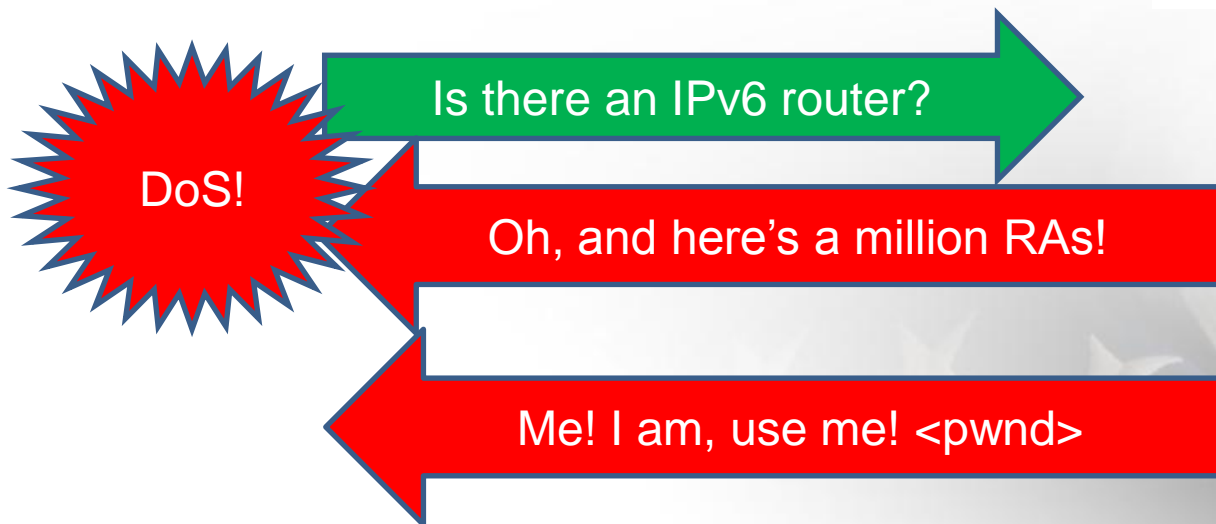 Is there an IPv6 router?
DoS!
Oh, and here’s a million RAs!
Me! I am, use me! <pwnd>